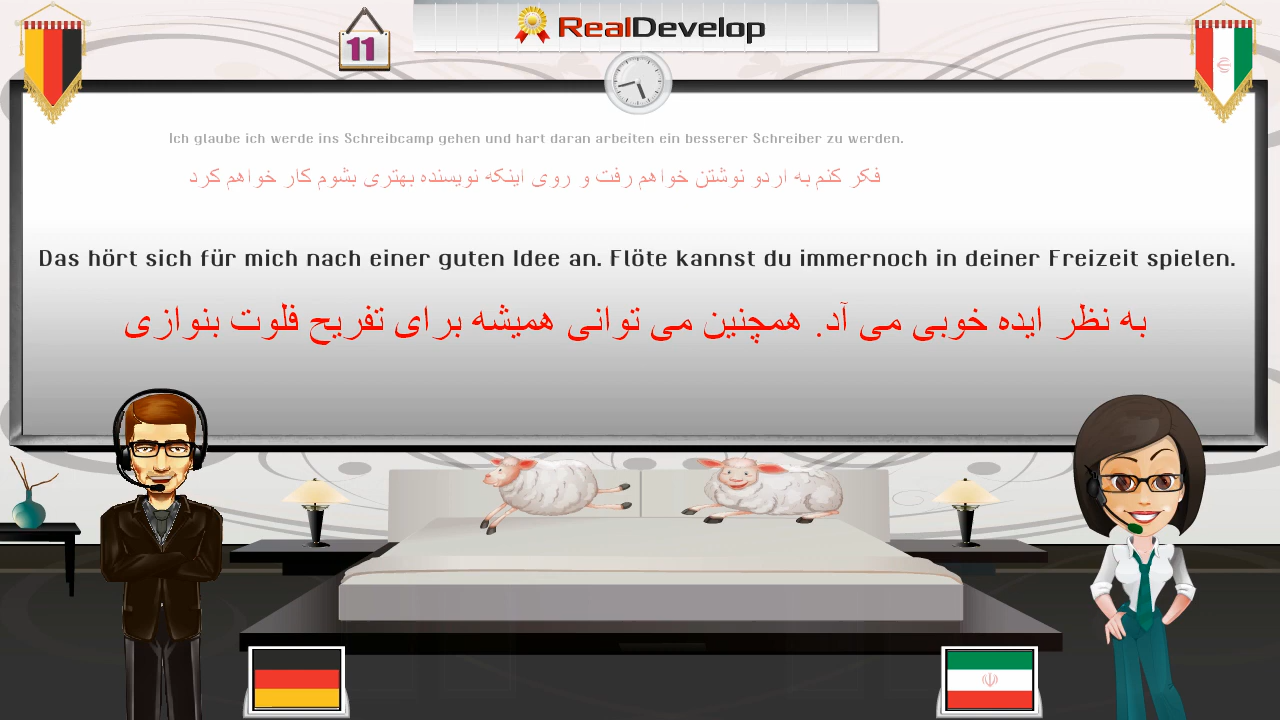 11
RealDevelop
Ich glaube ich werde ins Schreibcamp gehen und hart daran arbeiten ein besserer Schreiber zu werden.
فکر کنم به اردو نوشتن خواهم رفت و روی اینکه نویسنده بهتری بشوم کار خواهم کرد
Das hört sich für mich nach einer guten Idee an. Flöte kannst du immernoch in deiner Freizeit spielen.
به نظر ایده خوبی می آد. همچنین می توانی همیشه برای تفریح فلوت بنوازی